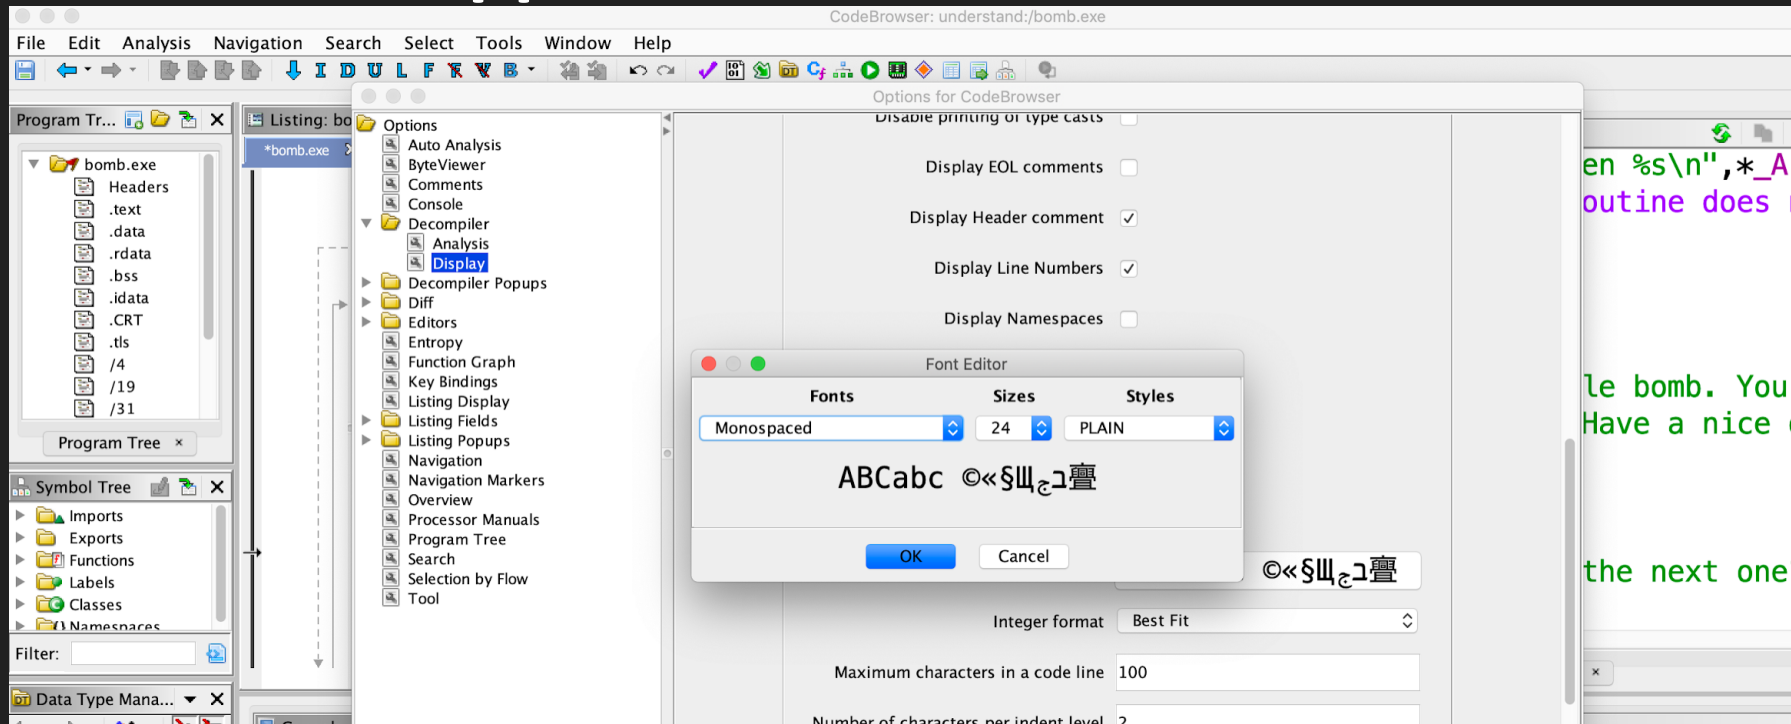 CodeBrowser: understand:/bomb.exe
File Edit Analysis Navigation Search Select Tools Window Help
I D U L F F V B
Options for CodeBrowser
Program Tr...
bomb.exe
Headers
.text
.data
.rdata
.bss
.idata
.CRT
.tls
/4
/19
/31
Program Tree ×
Symbol Tree
Imports
Exports
Functions
Labels
Classes
Namespaces
Filter:
Data Type Mana...
Listing: bo
*bomb.exe
Options
Auto Analysis
ByteViewer
Comments
Console
Decompiler
Analysis
Display
Decompiler Popups
Diff
Editors
Entropy
Function Graph
Key Bindings
Listing Display
Listing Fields
Listing Popups
Navigation
Navigation Markers
Overview
Processor Manuals
Program Tree
Search
Selection by Flow
Tool
Disable printing of type casts
Display EOL comments
Display Header comment
Display Line Numbers
Display Namespaces
Font Editor
Fonts Sizes Styles
Monospaced 24 PLAIN
ABCabc ©«§Щجב
OK Cancel
©«§Щجב
Integer format Best Fit
Maximum characters in a code line 100
Number of characters per indent level 2
en %s\n",*_A
outine does
le bomb. You
Have a nice
the next one